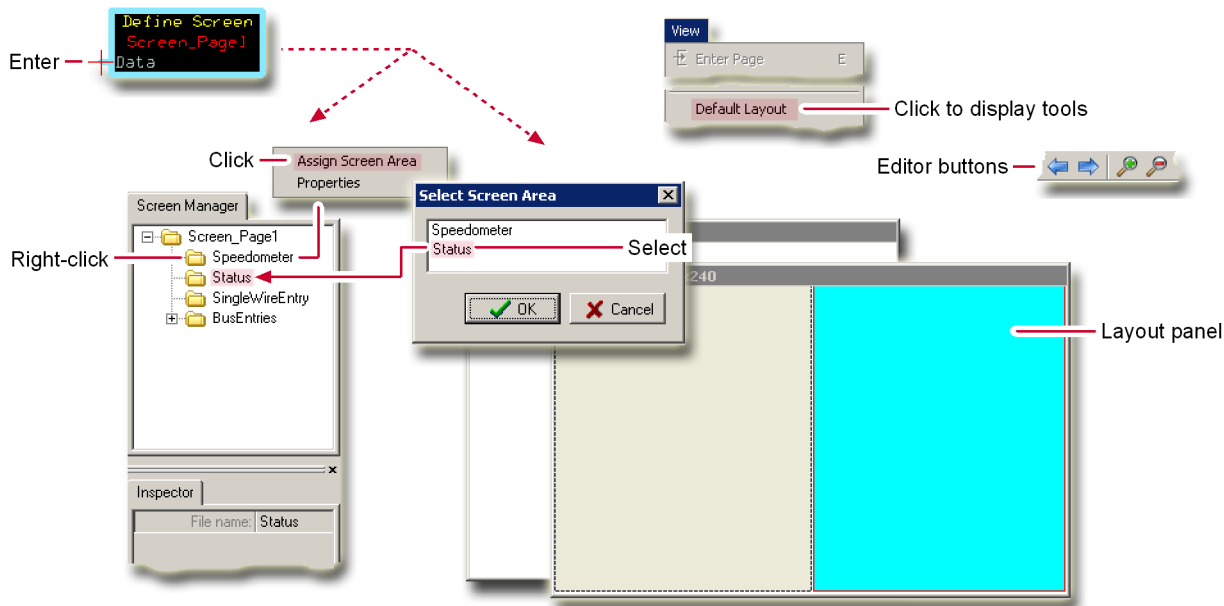 Define Screen
Screen_Page1
Data
Enter
View
Enter Page E
Default Layout
Click to display tools
Editor buttons
Click
Assign Screen Area
Properties
Screen Manager
Screen_Page1
Right-click
Speedometer
Status
SingleWireEntry
BusEntries
Select Screen Area
Speedometer
Status
Select
OK
Cancel
240
Layout panel
Inspector
File name: Status